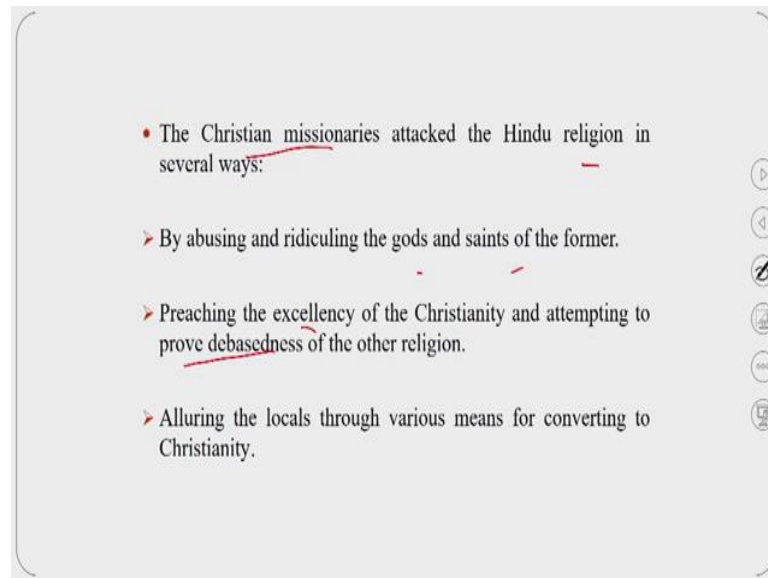 • The Christian missionaries attacked the Hindu religion in
several ways:
➢ By abusing and ridiculing the gods and saints of the former.
➢ Preaching the excellency of the Christianity and attempting to
prove debasedness of the other religion.
➢ Alluring the locals through various means for converting to
Christianity.